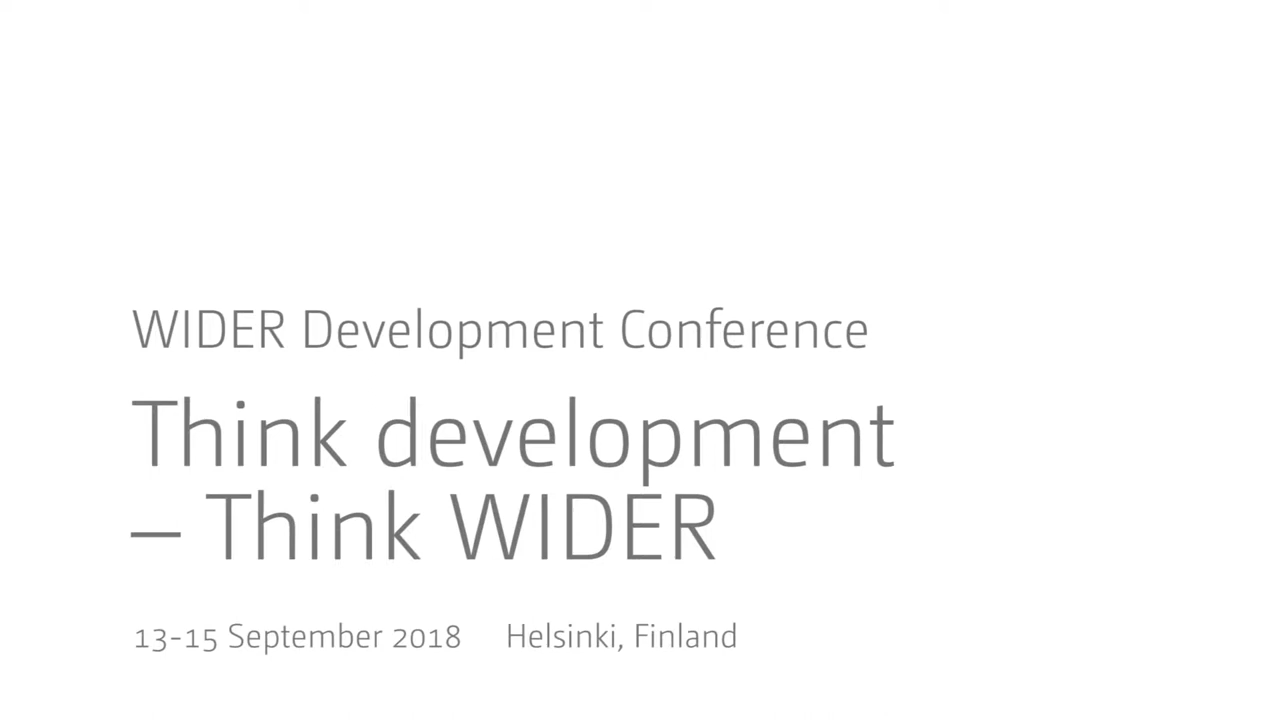 WIDER Development Conference
Think development
– Think WIDER
13-15 September 2018 Helsinki, Finland